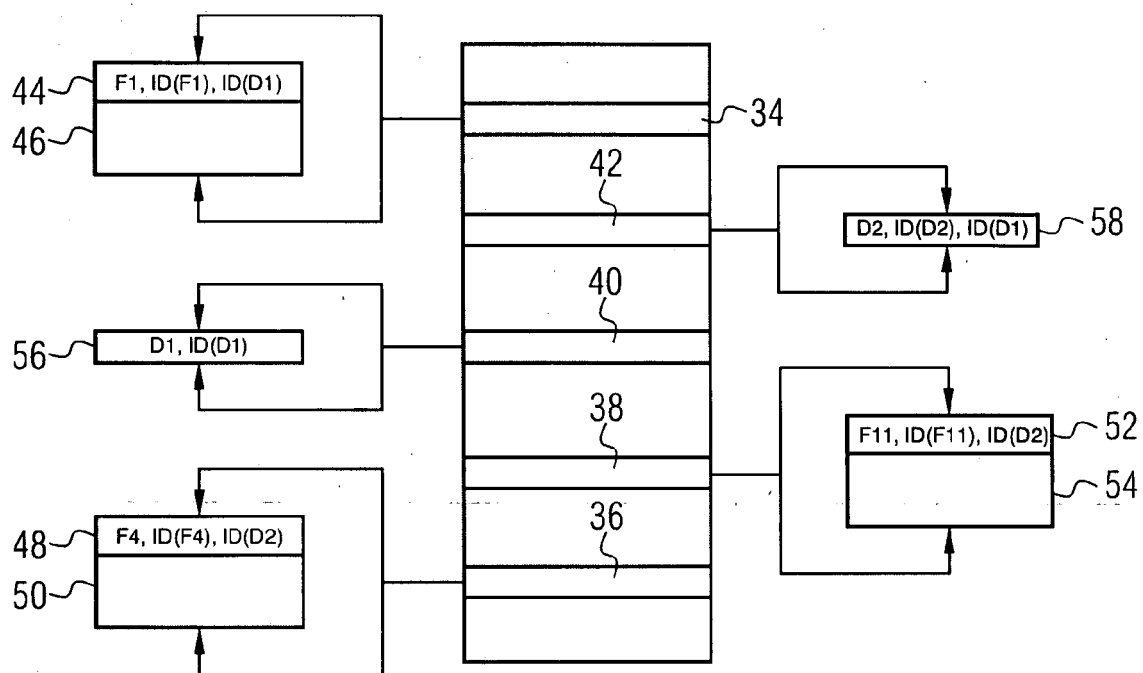 44
F1, ID(F1), ID(D1)
46
34
42
D2, ID(D2), ID(D1)
58
40
56
D1, ID(D1)
38
F11, ID(F11), ID(D2)
52
54
48
F4, ID(F4), ID(D2)
36
50